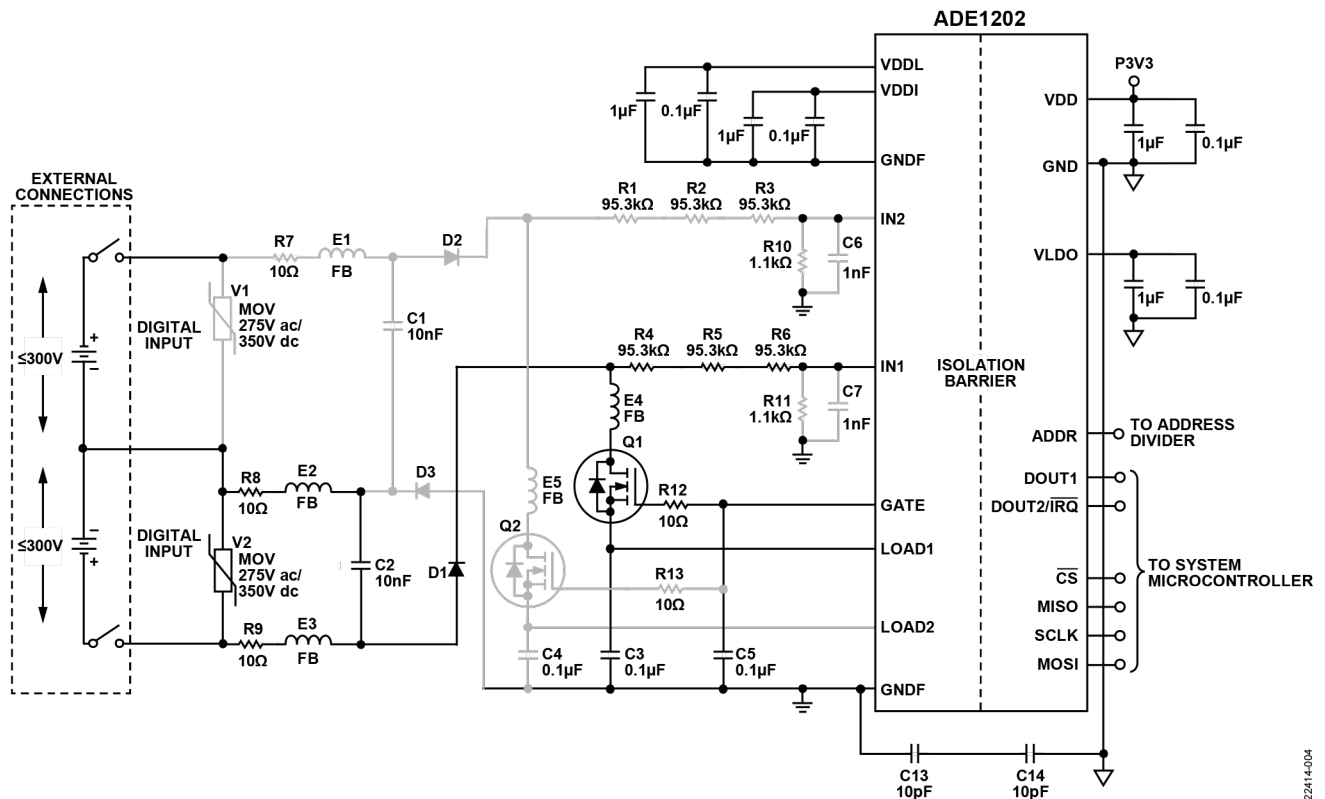 ADE1202
VDDL
VDDI
1µF
0.1µF
1µF
0.1µF
GNDF
P3V3
VDD
1µF
0.1µF
GND
EXTERNAL
CONNECTIONS
R1
95.3kΩ
R2
95.3kΩ
R3
95.3kΩ
IN2
R7
10Ω
E1
FB
D2
R10
1.1kΩ
C6
1nF
VLDO
1µF
0.1µF
≤300V
+
–
DIGITAL
INPUT
V1
MOV
275V ac/
350V dc
C1
10nF
R4
95.3kΩ
R5
95.3kΩ
R6
95.3kΩ
IN1
ISOLATION
BARRIER
E4
FB
R11
1.1kΩ
C7
1nF
Q1
ADDR
TO ADDRESS
DIVIDER
R8
10Ω
E2
FB
D3
E5
FB
R12
10Ω
GATE
DOUT1
DOUT2/IRQ
Q2
LOAD1
≤300V
–
+
DIGITAL
INPUT
V2
MOV
275V ac/
350V dc
C2
10nF
D1
R13
10Ω
CS
MISO
SCLK
MOSI
TO SYSTEM
MICROCONTROLLER
LOAD2
R9
10Ω
E3
FB
C4
0.1µF
C3
0.1µF
C5
0.1µF
GNDF
C13
10pF
C14
10pF
22414-004